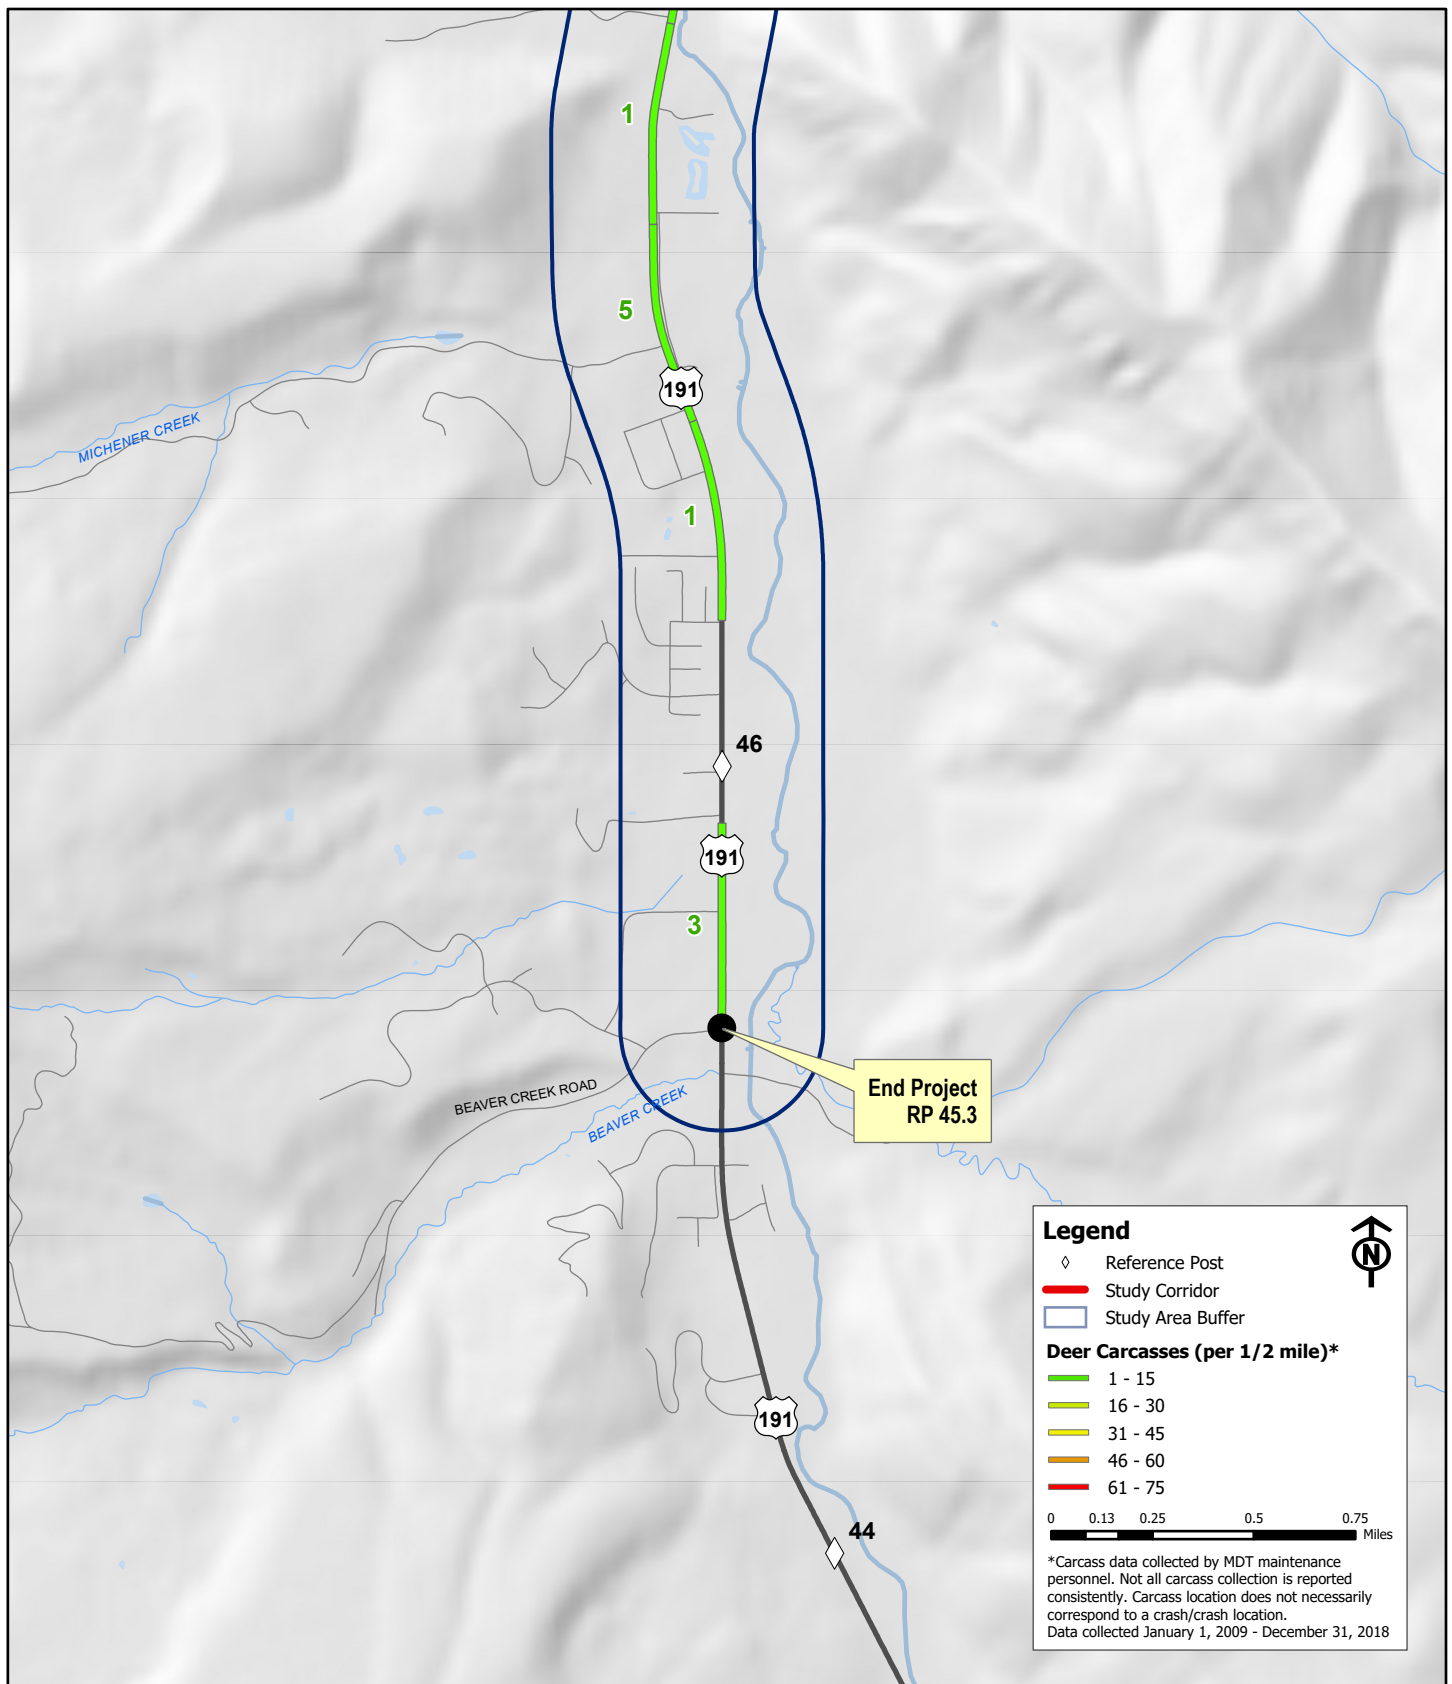 1
5
191
MICHENER CREEK
1
46
191
3
End Project
RP 45.3
BEAVER CREEK ROAD
BEAVER CREEK
191
44
Legend
N
Reference Post
Study Corridor
Study Area Buffer
Deer Carcasses (per 1/2 mile)*
1 - 15
16 - 30
31 - 45
46 - 60
61 - 75
0 0.13 0.25 0.5 0.75
Miles
*Carcass data collected by MDT maintenance
personnel. Not all carcass collection is reported
consistently. Carcass location does not necessarily
correspond to a crash/crash location.
Data collected January 1, 2009 - December 31, 2018